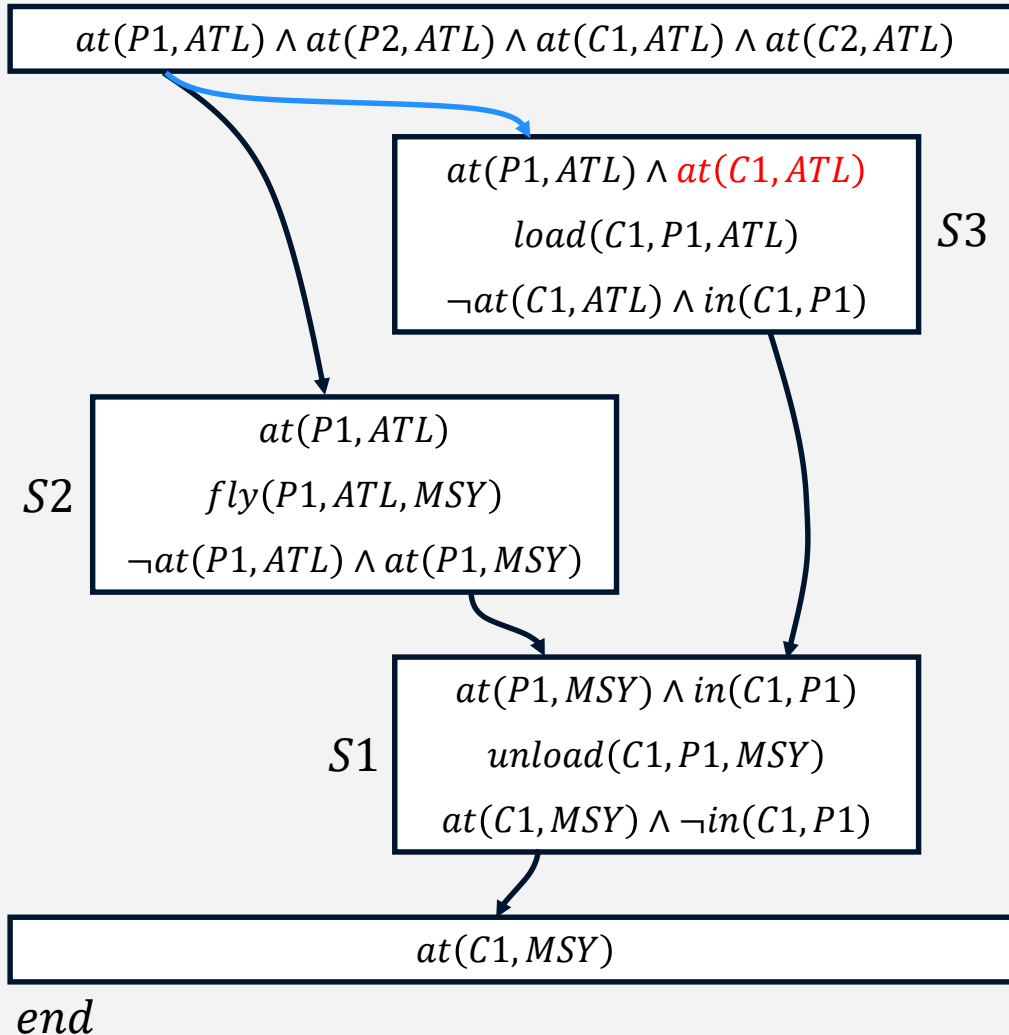 at(P1, ATL) ∧ at(P2, ATL) ∧ at(C1, ATL) ∧ at(C2, ATL)
at(P1, ATL) ∧ at(C1, ATL)
load(C1, P1, ATL)
¬at(C1, ATL) ∧ in(C1, P1)
S3
at(P1, ATL)
fly(P1, ATL, MSY)
¬at(P1, ATL) ∧ at(P1, MSY)
S2
at(P1, MSY) ∧ in(C1, P1)
unload(C1, P1, MSY)
at(C1, MSY) ∧ ¬in(C1, P1)
S1
at(C1, MSY)
end